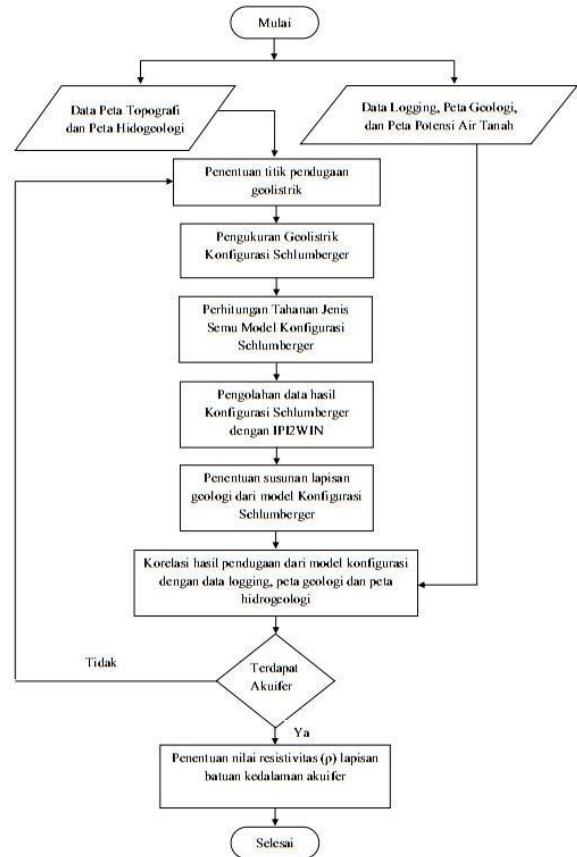 Mulai
Data Peta Topografi
dan Peta Hidogeologi
Data Logging, Peta Geologi,
dan Peta Potensi Air Tanah
Penentuan titik pendugaan
geolistrik
Pengukuran Geolistrik
Konfigurasi Schlumberger
Perhitungan Tahanan Jenis
Semu Model Konfigurasi
Schlumberger
Pengolahan data hasil
Konfigurasi Schlumberger
dengan IPI2WIN
Penentuan susunan lapisan
geologi dari model Konfigurasi
Schlumberger
Korelasi hasil pendugaan dari model konfigurasi
dengan data logging, peta geologi dan peta
hidrogeologi
Tidak
Terdapat
Akuifer
Ya
Penentuan nilai resistivitas (ρ) lapisan
batuan kedalaman akuifer
Selesai